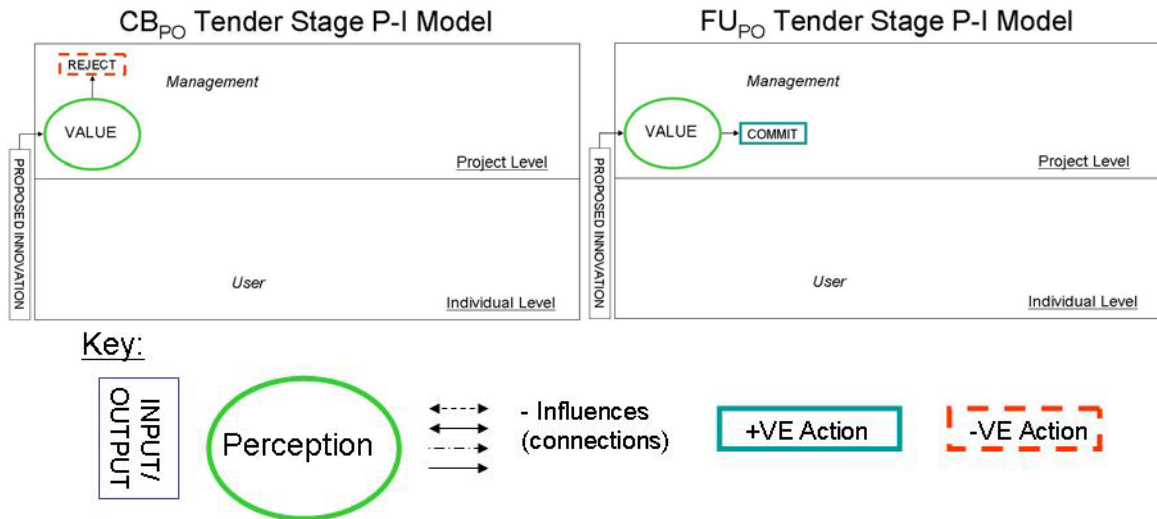 CBPO Tender Stage P-I Model
REJECT
Management
VALUE
Project Level
PROPOSED INNOVATION
User
Individual Level
FUPO Tender Stage P-I Model
Management
VALUE
COMMIT
Project Level
PROPOSED INNOVATION
User
Individual Level
Key:
INPUT/
OUTPUT
Perception
- Influences
(connections)
+VE Action
-VE Action